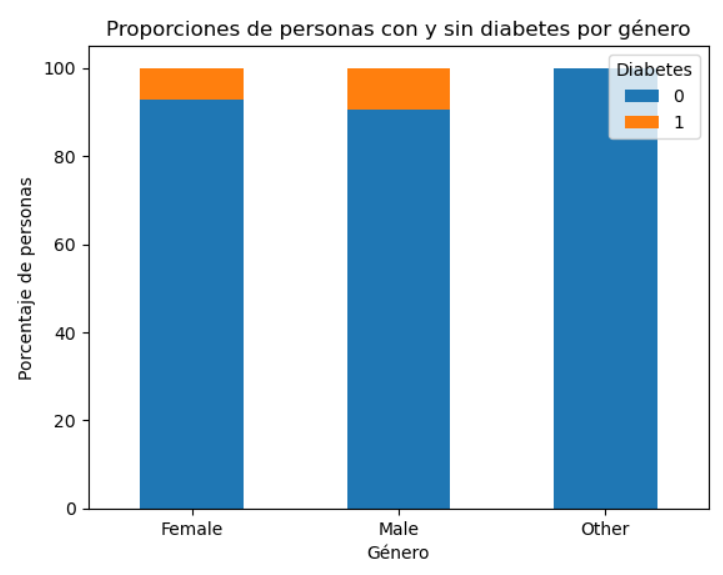 Proporciones de personas con y sin diabetes por género
Diabetes
0
1
100
80
60
40
20
0
Porcentaje de personas
Female
Male
Other
Género